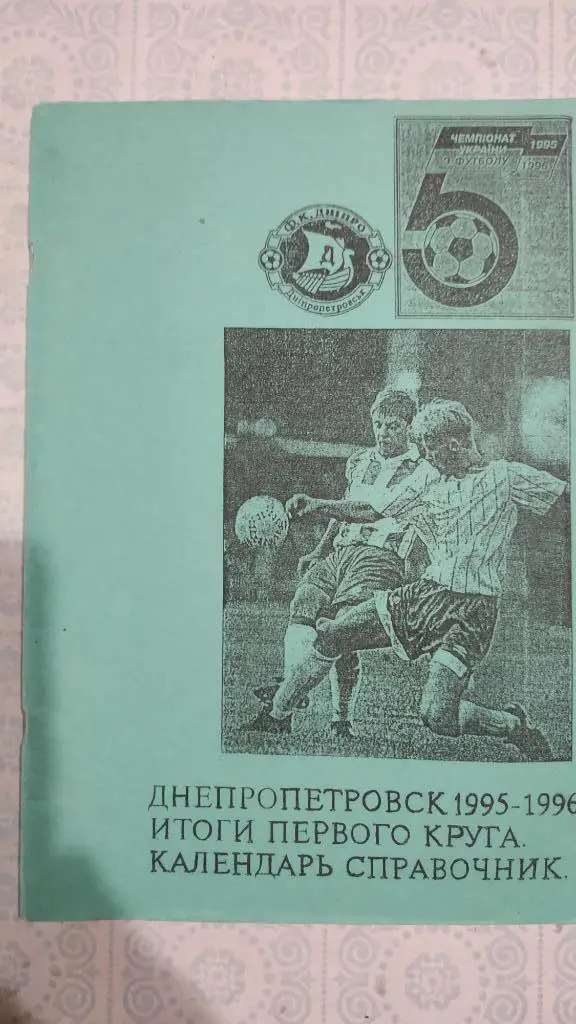 ЧЕМПІОНАТ
УКРАЇНИ 1995
З ФУТБОЛУ 1996
Ф.К. ДНІПРО
Д
Дніпропетровськ
ДНЕПРОПЕТРОВСК 1995-1996
ИТОГИ ПЕРВОГО КРУГА.
КАЛЕНДАРЬ СПРАВОЧНИК.